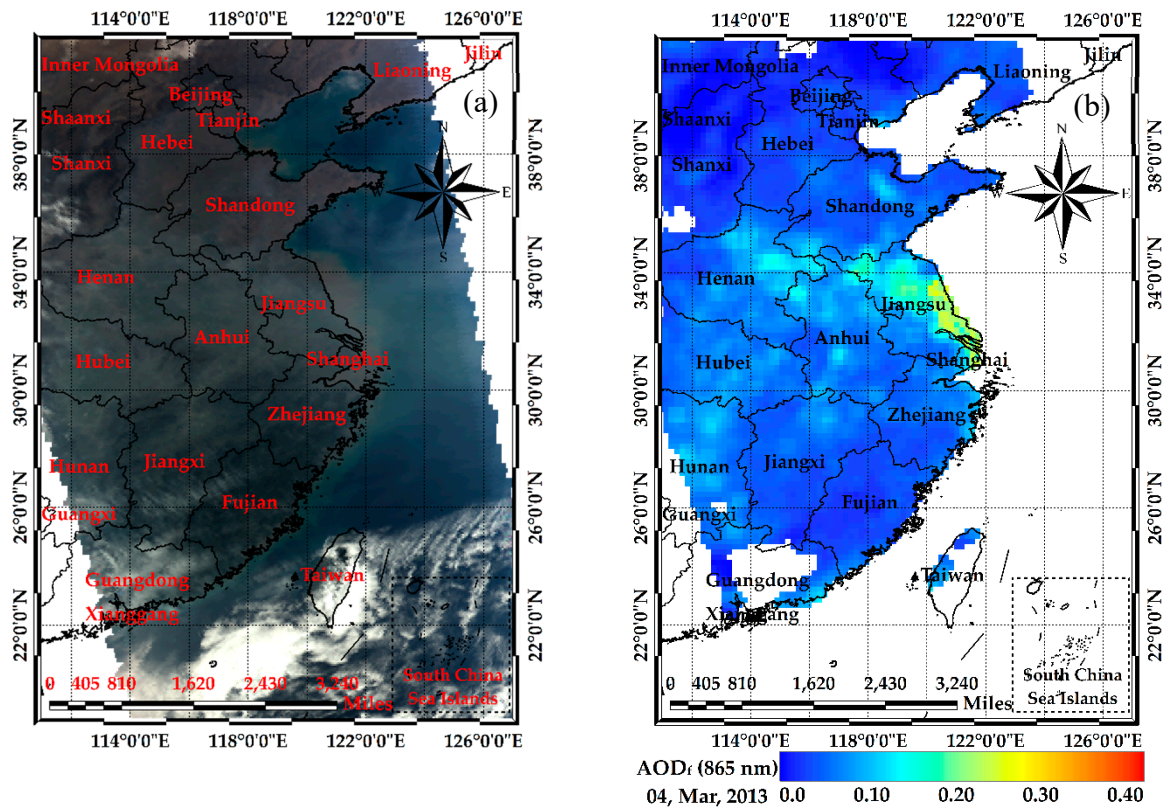 114°0'0"E 118°0'0"E 122°0'0"E 126°0'0"E
Jilin
Inner Mongolia
Liaoning
(a)
Beijing
Tianjin
Shaanxi
Hebei
N
Shanxi
E
Shandong
S
Henan
Jiangsu
Anhui
Hubei
Shanghai
Zhejiang
Hunan
Jiangxi
Fujian
Guangxi
Guangdong
Taiwan
Xianggang
South China
Sea Islands
0 405 810 1,620 2,430 3,240
Miles
38°0'0"N
34°0'0"N
30°0'0"N
26°0'0"N
22°0'0"N
38°0'0"N
34°0'0"N
30°0'0"N
26°0'0"N
22°0'0"N
114°0'0"E 118°0'0"E 122°0'0"E 126°0'0"E
114°0'0"E 118°0'0"E 122°0'0"E 126°0'0"E
Jilin
Inner Mongolia
Liaoning
(b)
Beijing
Tianjin
Shaanxi
Hebei
N
Shanxi
W E
Shandong
S
Henan
Jiangsu
Anhui
Hubei
Shanghai
Zhejiang
Hunan
Jiangxi
Fujian
Guangxi
Guangdong
Taiwan
Xianggang
South China
Sea Islands
0 405 810 1,620 2,430 3,240
Miles
38°0'0"N
34°0'0"N
30°0'0"N
26°0'0"N
22°0'0"N
38°0'0"N
34°0'0"N
30°0'0"N
26°0'0"N
22°0'0"N
114°0'0"E 118°0'0"E 122°0'0"E 126°0'0"E
AODf (865 nm)
04, Mar, 2013 0.0 0.10 0.20 0.30 0.40